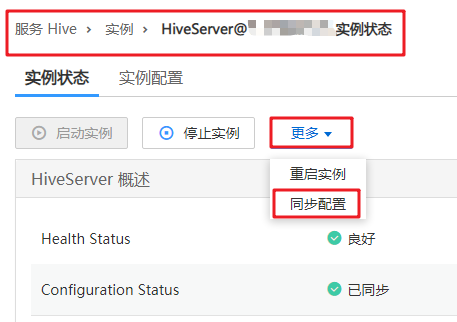 服务 Hive > 实例 > HiveServer@ 实例状态
实例状态 实例配置
启动实例 停止实例 更多
重启实例
同步配置
HiveServer 概述
Health Status 良好
Configuration Status 已同步